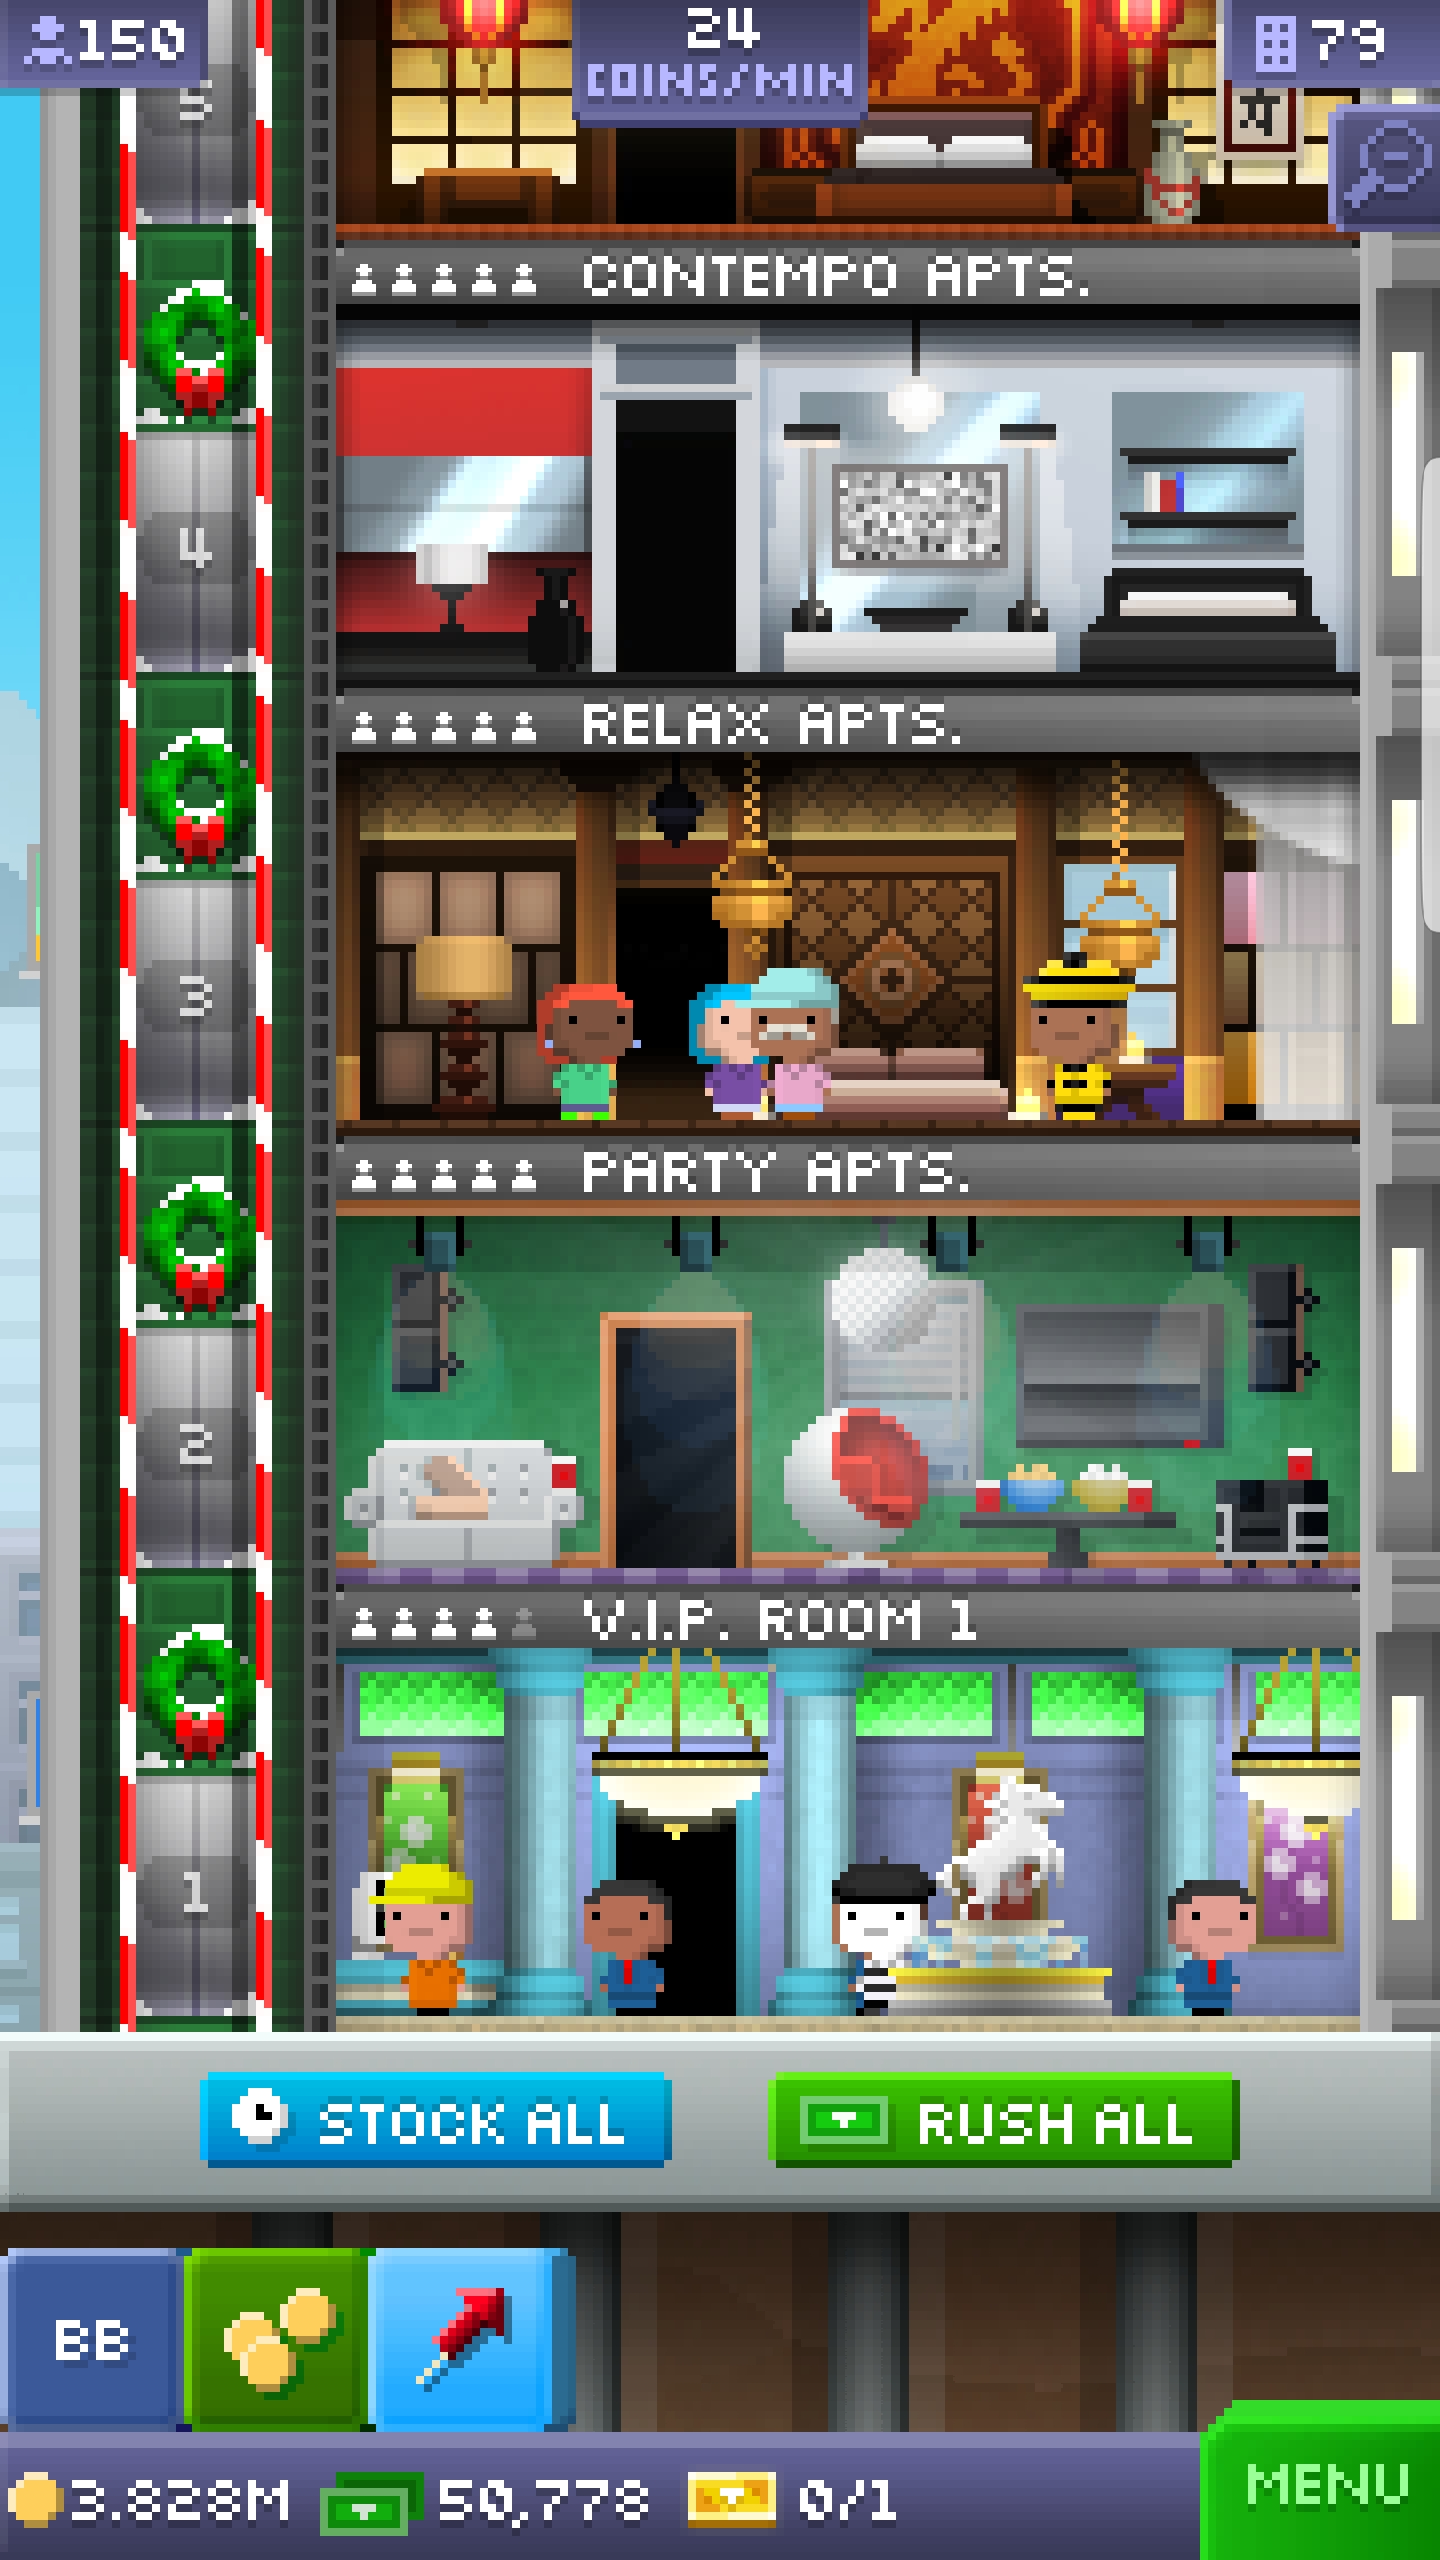 150
24
COINS/MIN
79
5
CONTEMPO APTS.
4
RELAX APTS.
3
PARTY APTS.
2
V.I.P. ROOM 1
1
STOCK ALL
RUSH ALL
BB
3.828M
50,778
0/1
MENU